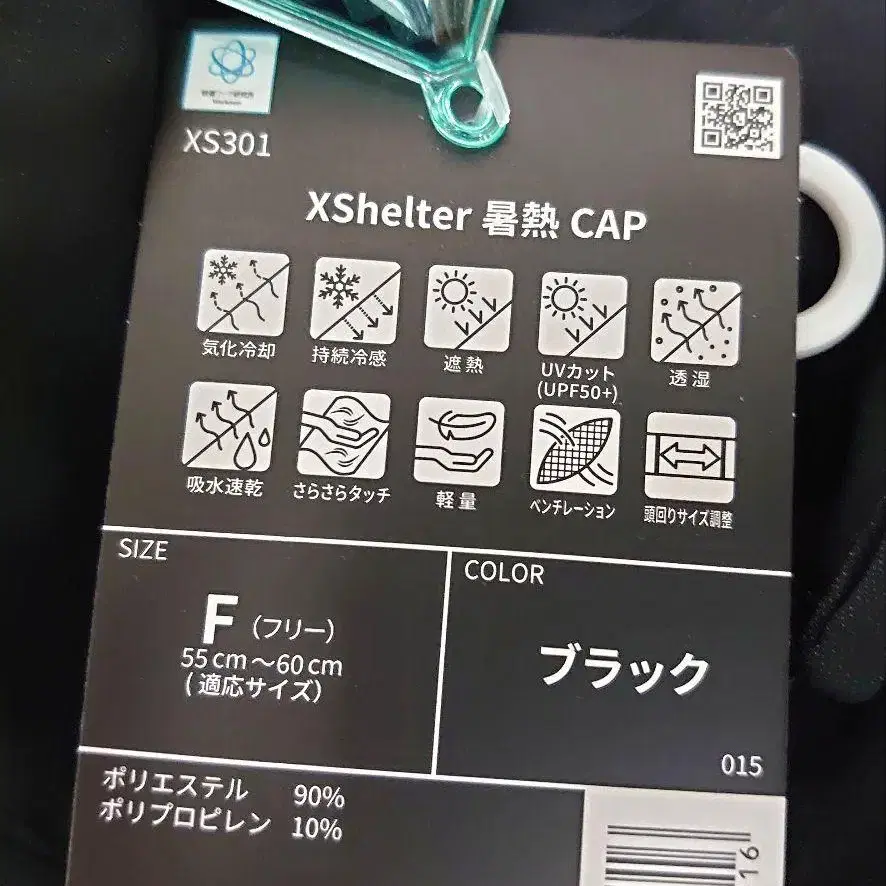 XS301
XShelter 暑熱 CAP
気化冷却 持続冷感 遮熱 UVカット 透湿
(UPF50+)
吸水速乾 さらさらタッチ 軽量 ベンチレーション 頭回りサイズ調整
SIZE
COLOR
F (フリー)
55cm～60cm
(適応サイズ)
ブラック
015
ポリエステル 90%
ポリプロピレン 10%
16